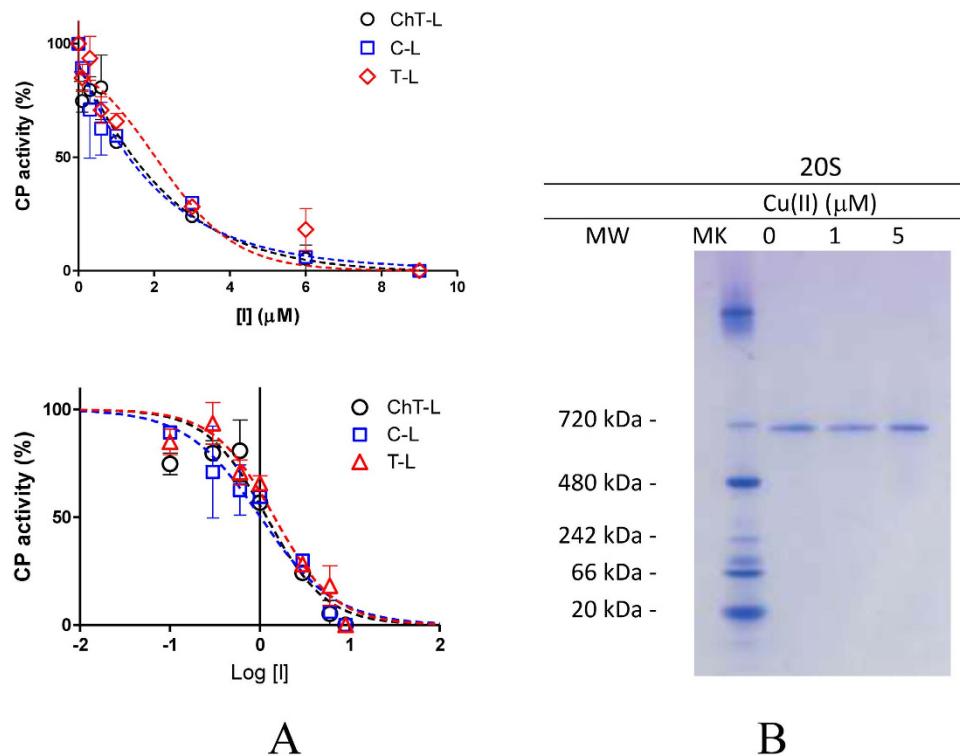 ChT-L
C-L
T-L
100
50
0
CP activity (%)
0 2 4 6 8 10
[I] (μM)
ChT-L
C-L
T-L
100
50
0
CP activity (%)
-2 -1 0 1 2
Log [I]
A
20S
Cu(II) (μM)
MW MK 0 1 5
720 kDa -
480 kDa -
242 kDa -
66 kDa -
20 kDa -
B